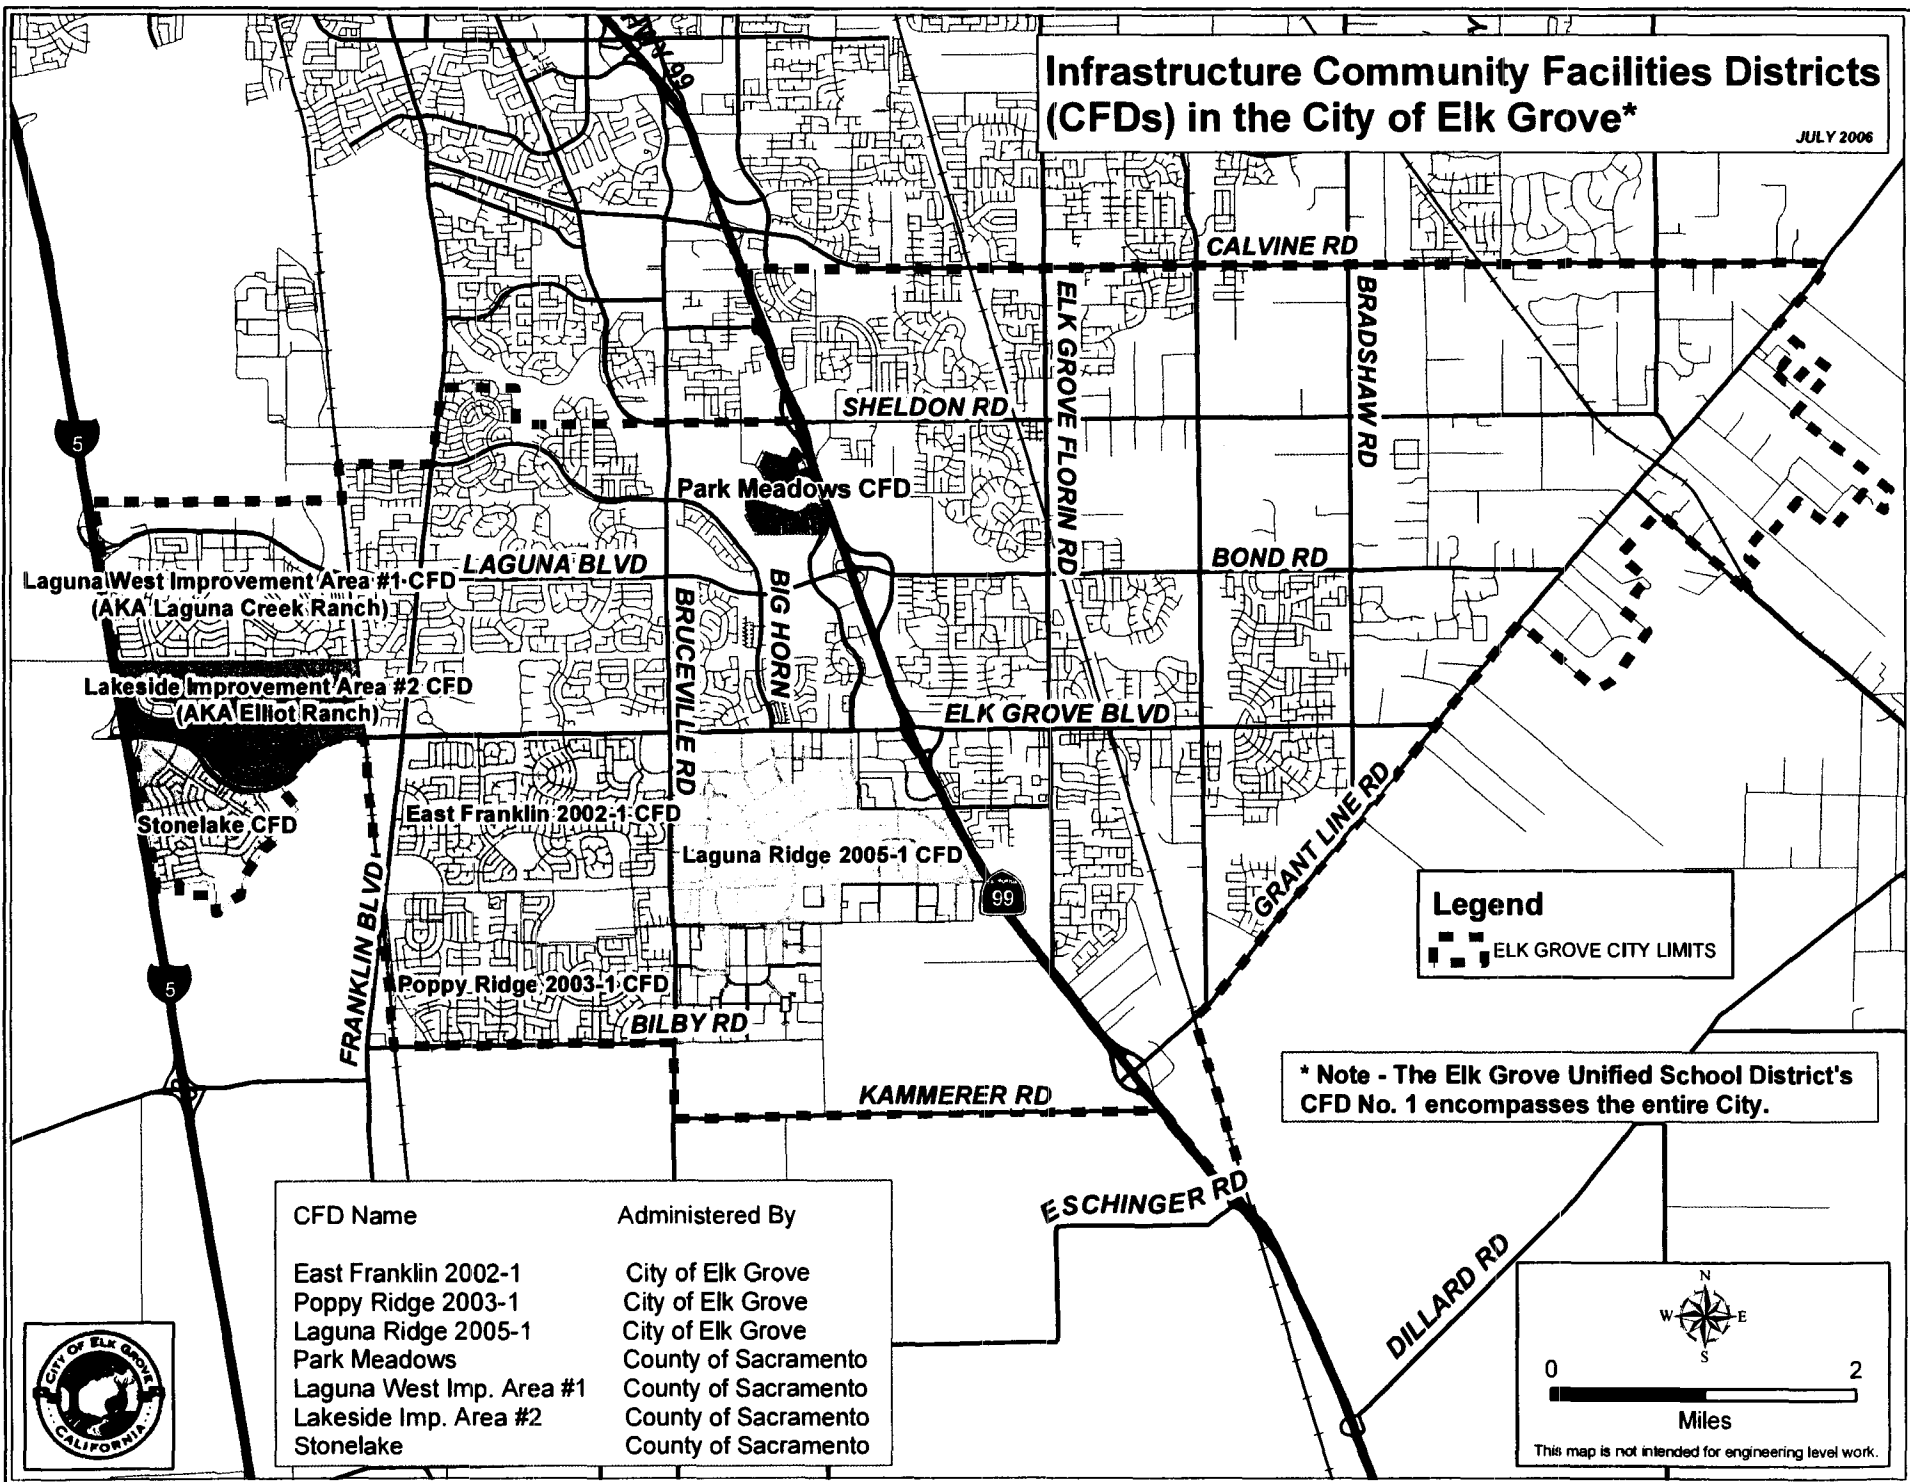 HWY 99
Infrastructure Community Facilities Districts
(CFDs) in the City of Elk Grove*
JULY 2006
CALVINE RD
ELK GROVE FLORIN RD
BRADSHAW RD
SHELDON RD
5
Park Meadows CFD
LAGUNA BLVD
BOND RD
Laguna West Improvement Area #1 CFD
(AKA Laguna Creek Ranch)
BRUCEVILLE RD
BIG HORN
Lakeside Improvement Area #2 CFD
(AKA Elliot Ranch)
ELK GROVE BLVD
East Franklin 2002-1 CFD
Stonelake CFD
GRANT LINE RD
Laguna Ridge 2005-1 CFD
99
FRANKLIN BLVD
Legend
ELK GROVE CITY LIMITS
5
Poppy Ridge 2003-1 CFD
BILBY RD
KAMMERER RD
* Note - The Elk Grove Unified School District's
CFD No. 1 encompasses the entire City.
ESCHINGER RD
DILLARD RD
CFD Name Administered By
East Franklin 2002-1 City of Elk Grove
Poppy Ridge 2003-1 City of Elk Grove
Laguna Ridge 2005-1 City of Elk Grove
Park Meadows County of Sacramento
Laguna West Imp. Area #1 County of Sacramento
Lakeside Imp. Area #2 County of Sacramento
Stonelake County of Sacramento
CITY OF ELK GROVE
CALIFORNIA
N
W E
S
0 2
Miles
This map is not intended for engineering level work.